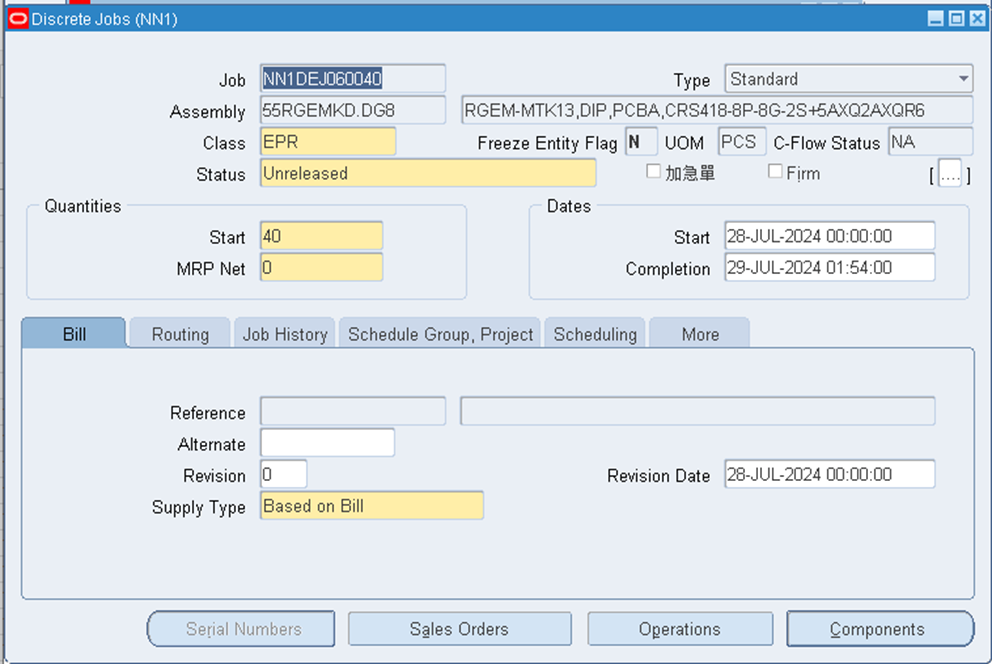 Discrete Jobs (NN1)
Job NN1DEJ060040 Type Standard
Assembly 55RGEMKD.DG8 RGEM-MTK13,DIP,PCBA,CRS418-8P-8G-2S+5AXQ2AXQR6
Class EPR Freeze Entity Flag N UOM PCS C-Flow Status NA
Status Unreleased 加急單 Firm [ .... ]
Quantities Dates
Start 40 Start 28-JUL-2024 00:00:00
MRP Net 0 Completion 29-JUL-2024 01:54:00
Bill Routing Job History Schedule Group, Project Scheduling More
Reference
Alternate
Revision 0 Revision Date 28-JUL-2024 00:00:00
Supply Type Based on Bill
Serial Numbers Sales Orders Operations Components